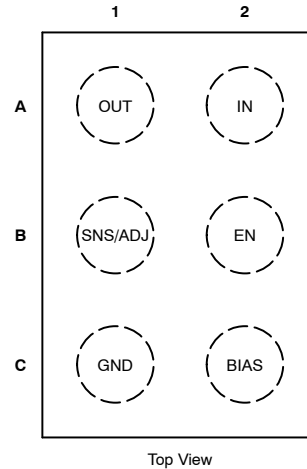 1 2
A OUT IN
B SNS/ADJ EN
C GND BIAS
Top View